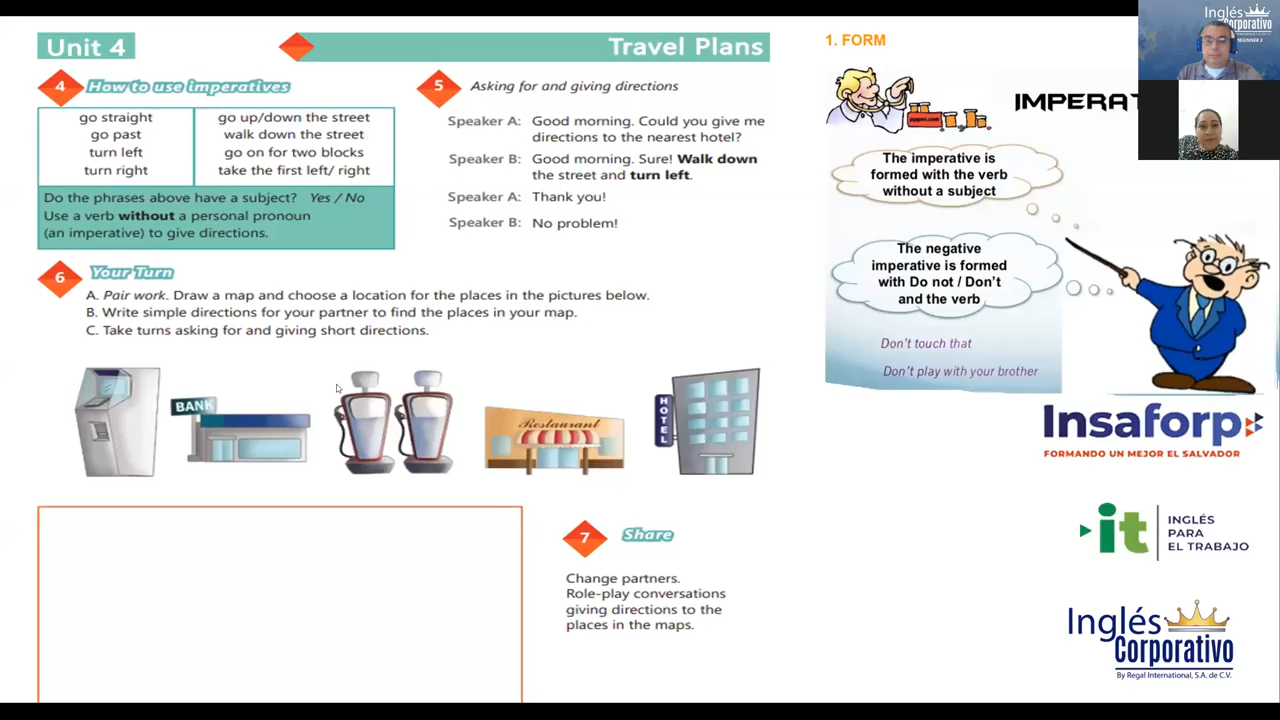 Unit 4
Travel Plans
4
How to use imperatives
go straight
go past
turn left
turn right
go up/down the street
walk down the street
go on for two blocks
take the first left/ right
Do the phrases above have a subject? Yes / No
Use a verb without a personal pronoun
(an imperative) to give directions.
5
Asking for and giving directions
Speaker A: Good morning. Could you give me
directions to the nearest hotel?
Speaker B: Good morning. Sure! Walk down
the street and turn left.
Speaker A: Thank you!
Speaker B: No problem!
6
Your Turn
A. Pair work. Draw a map and choose a location for the places in the pictures below.
B. Write simple directions for your partner to find the places in your map.
C. Take turns asking for and giving short directions.
BANK
Restaurant
HOTEL
7
Share
Change partners.
Role-play conversations
giving directions to the
places in the maps.
1. FORM
IMPERAT
The imperative is
formed with the verb
without a subject
The negative
imperative is formed
with Do not / Don't
and the verb
Don't touch that
Don't play with your brother
Insaforp
FORMANDO UN MEJOR EL SALVADOR
it
INGLÉS
PARA
EL TRABAJO
Inglés
Corporativo
By Regal International, S.A. de C.V.
Inglés
Corporativo